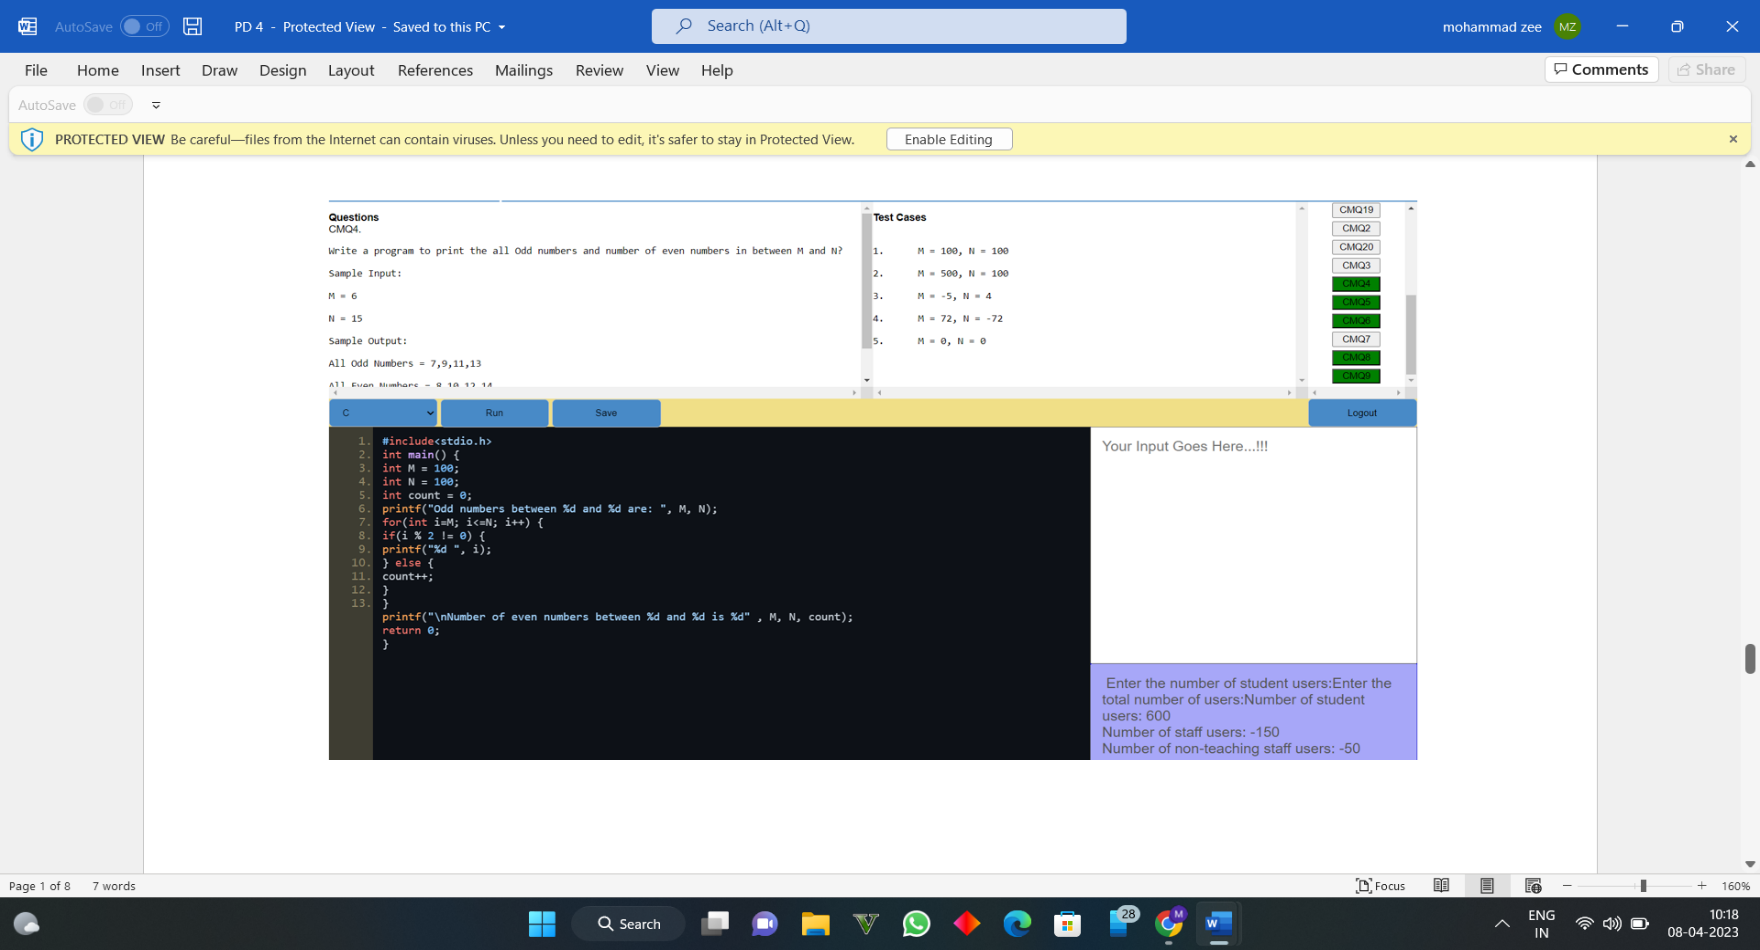 AutoSave Off PD 4 - Protected View - Saved to this PC Search (Alt+Q) mohammad zee MZ
File Home Insert Draw Design Layout References Mailings Review View Help Comments Share
AutoSave Off
PROTECTED VIEW Be careful—files from the Internet can contain viruses. Unless you need to edit, it's safer to stay in Protected View. Enable Editing
Questions
CMQ4.
Write a program to print the all Odd numbers and number of even numbers in between M and N?
Sample Input:
M = 6
N = 15
Sample Output:
All Odd Numbers = 7,9,11,13
All Even Numbers = 8,10,12,14
Test Cases
1. M = 100, N = 100
2. M = 500, N = 100
3. M = -5, N = 4
4. M = 72, N = -72
5. M = 0, N = 0
CMQ19
CMQ2
CMQ20
CMQ3
CMQ4
CMQ5
CMQ6
CMQ7
CMQ8
CMQ9
C Run Save Logout
1. #include<stdio.h>
2. int main() {
3. int M = 100;
4. int N = 100;
5. int count = 0;
6. printf("Odd numbers between %d and %d are: ", M, N);
7. for(int i=M; i<=N; i++) {
8. if(i % 2 != 0) {
9. printf("%d ", i);
10. } else {
11. count++;
12. }
13. }
printf("\nNumber of even numbers between %d and %d is %d" , M, N, count);
return 0;
}
Your Input Goes Here...!!!
Enter the number of student users:Enter the
total number of users:Number of student
users: 600
Number of staff users: -150
Number of non-teaching staff users: -50
Page 1 of 8 7 words Focus 160%
Search 28 M ENG IN 10:18 08-04-2023